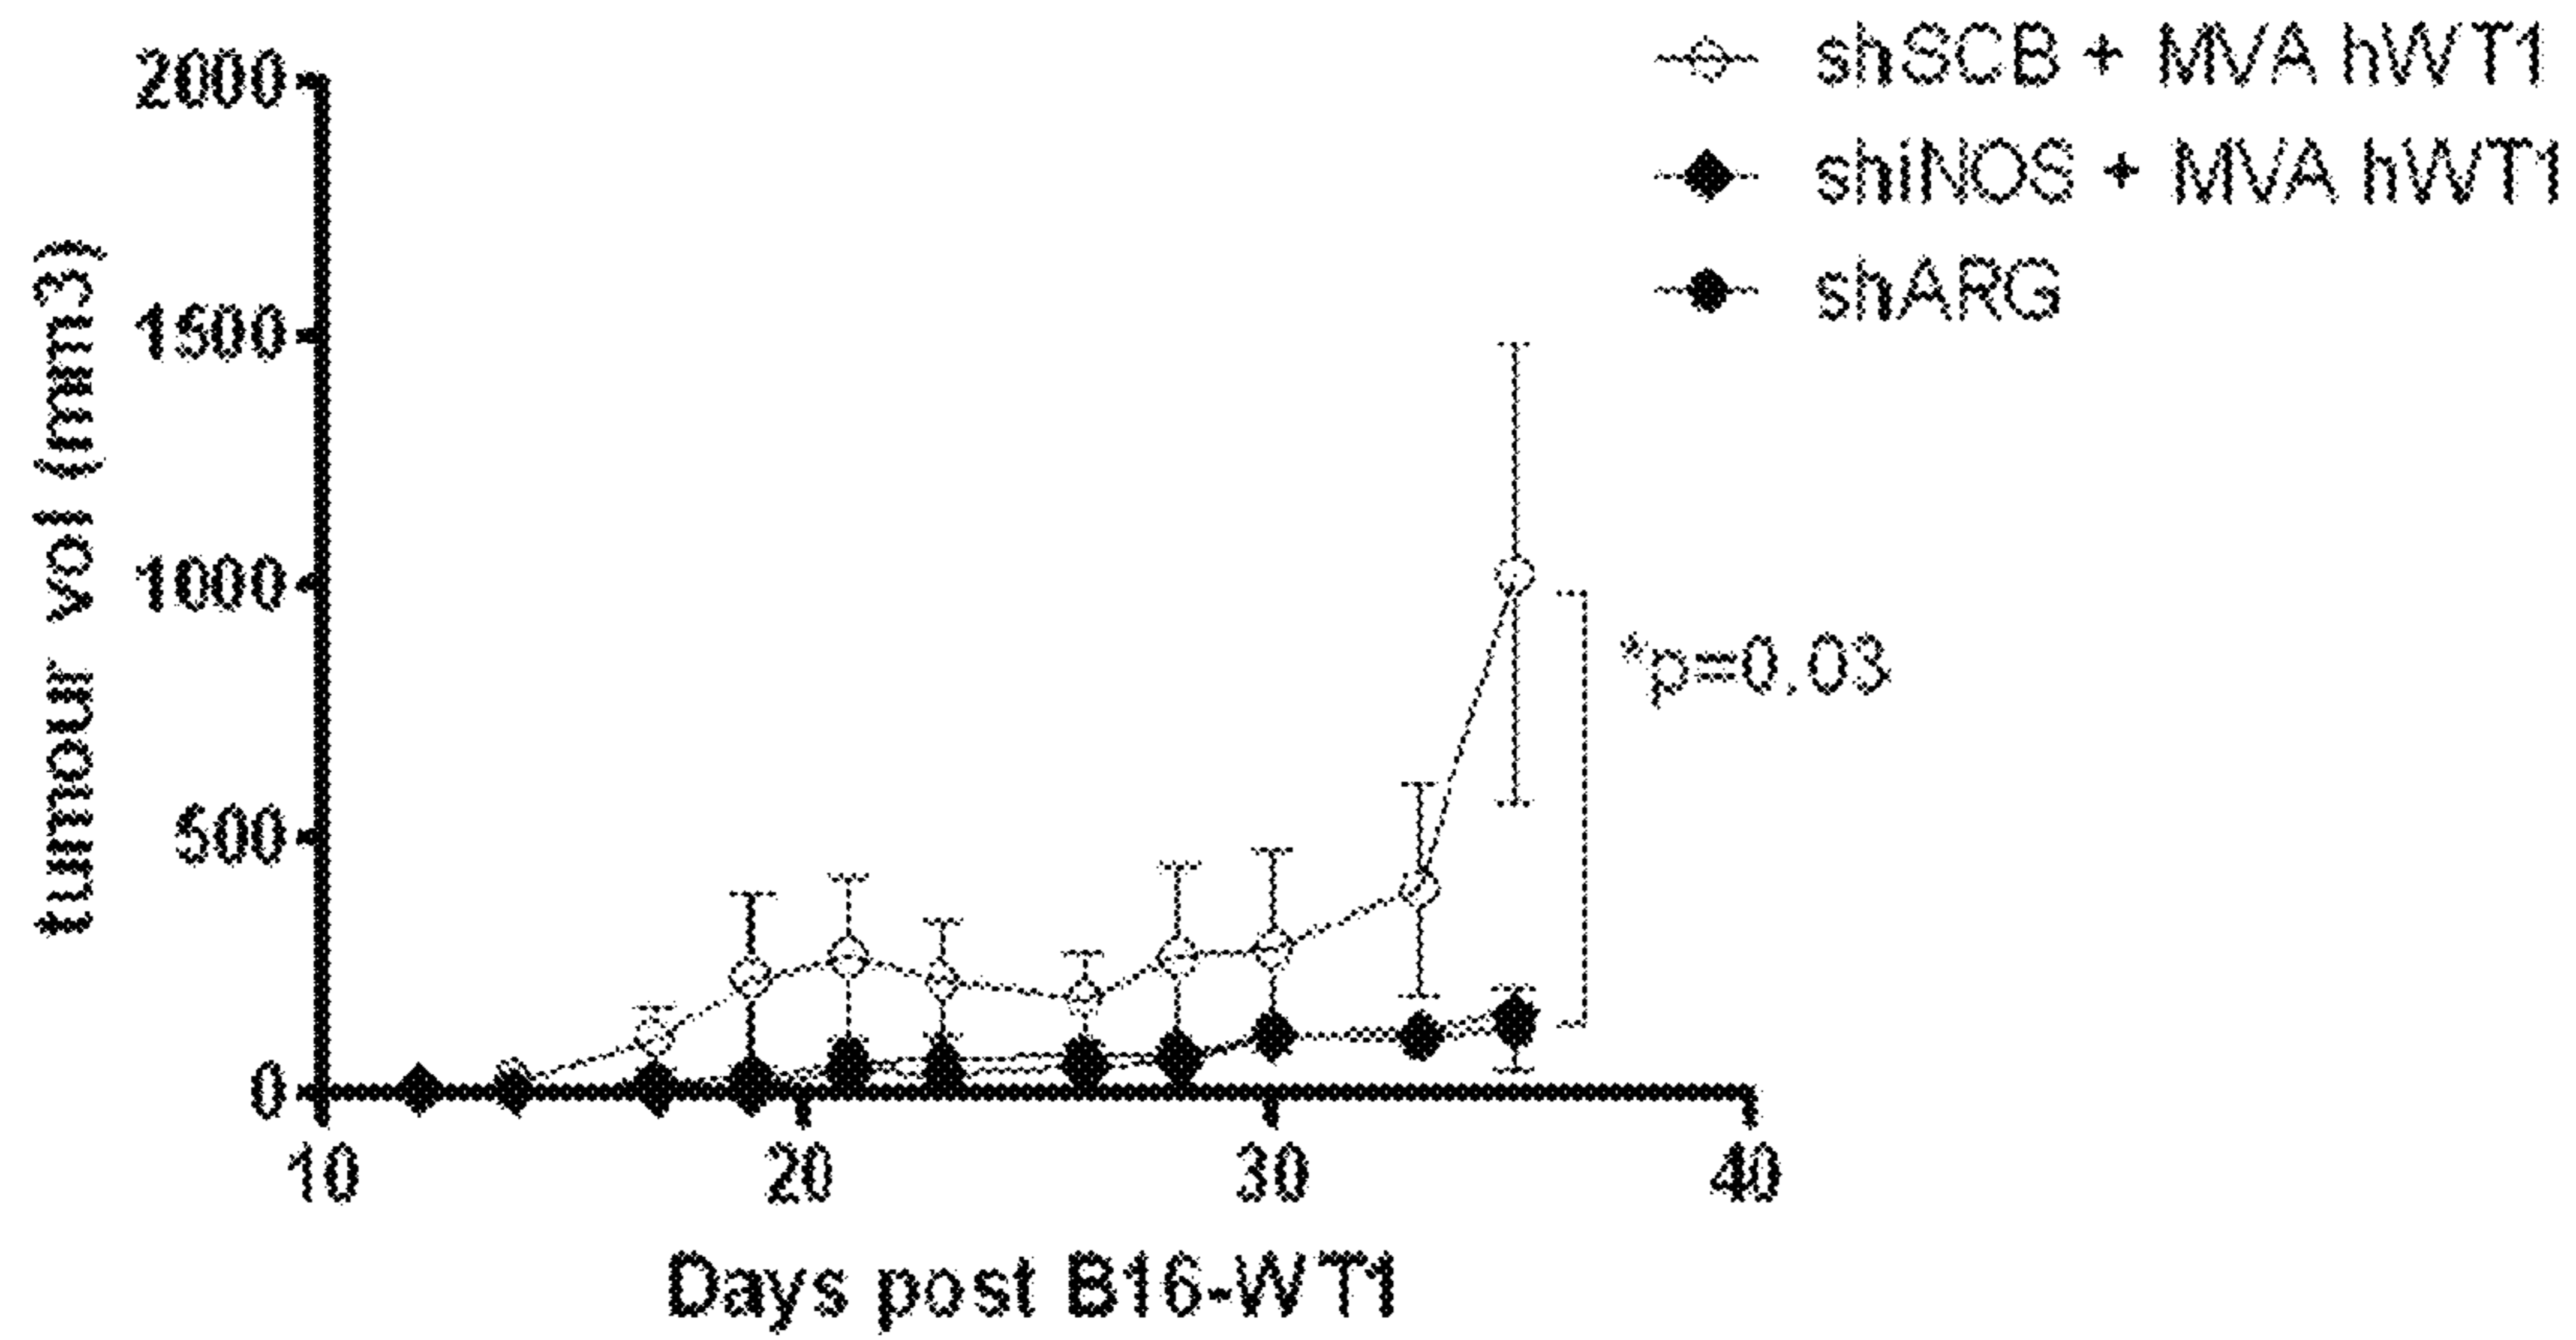 shSCB + MVA hWT1
shiNOS + MVA hWT1
shARG
2000
1500
1000
500
0
tumour vol (mm3)
*p=0.03
10 20 30 40
Days post B16-WT1